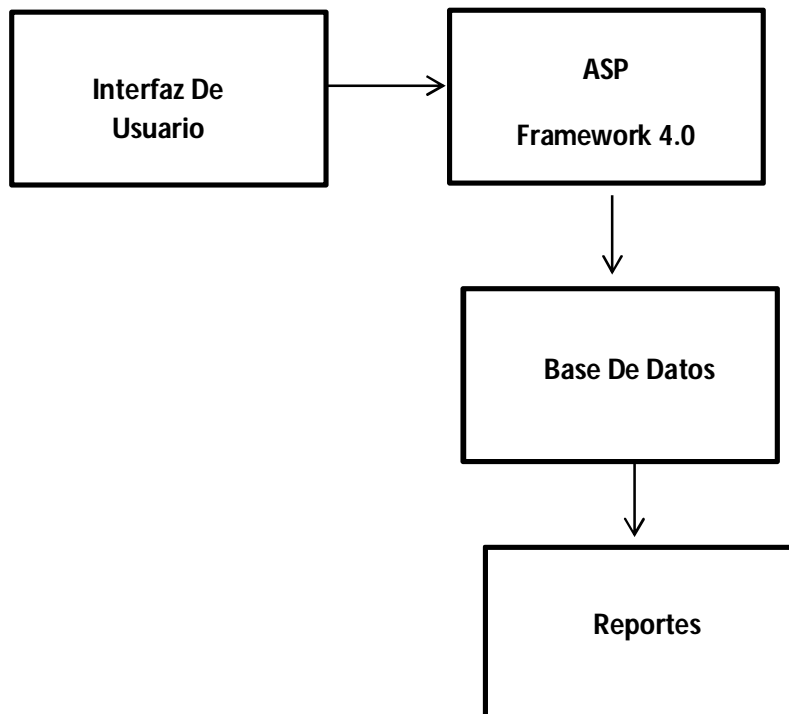 Interfaz De
Usuario
ASP
Framework 4.0
Base De Datos
Reportes